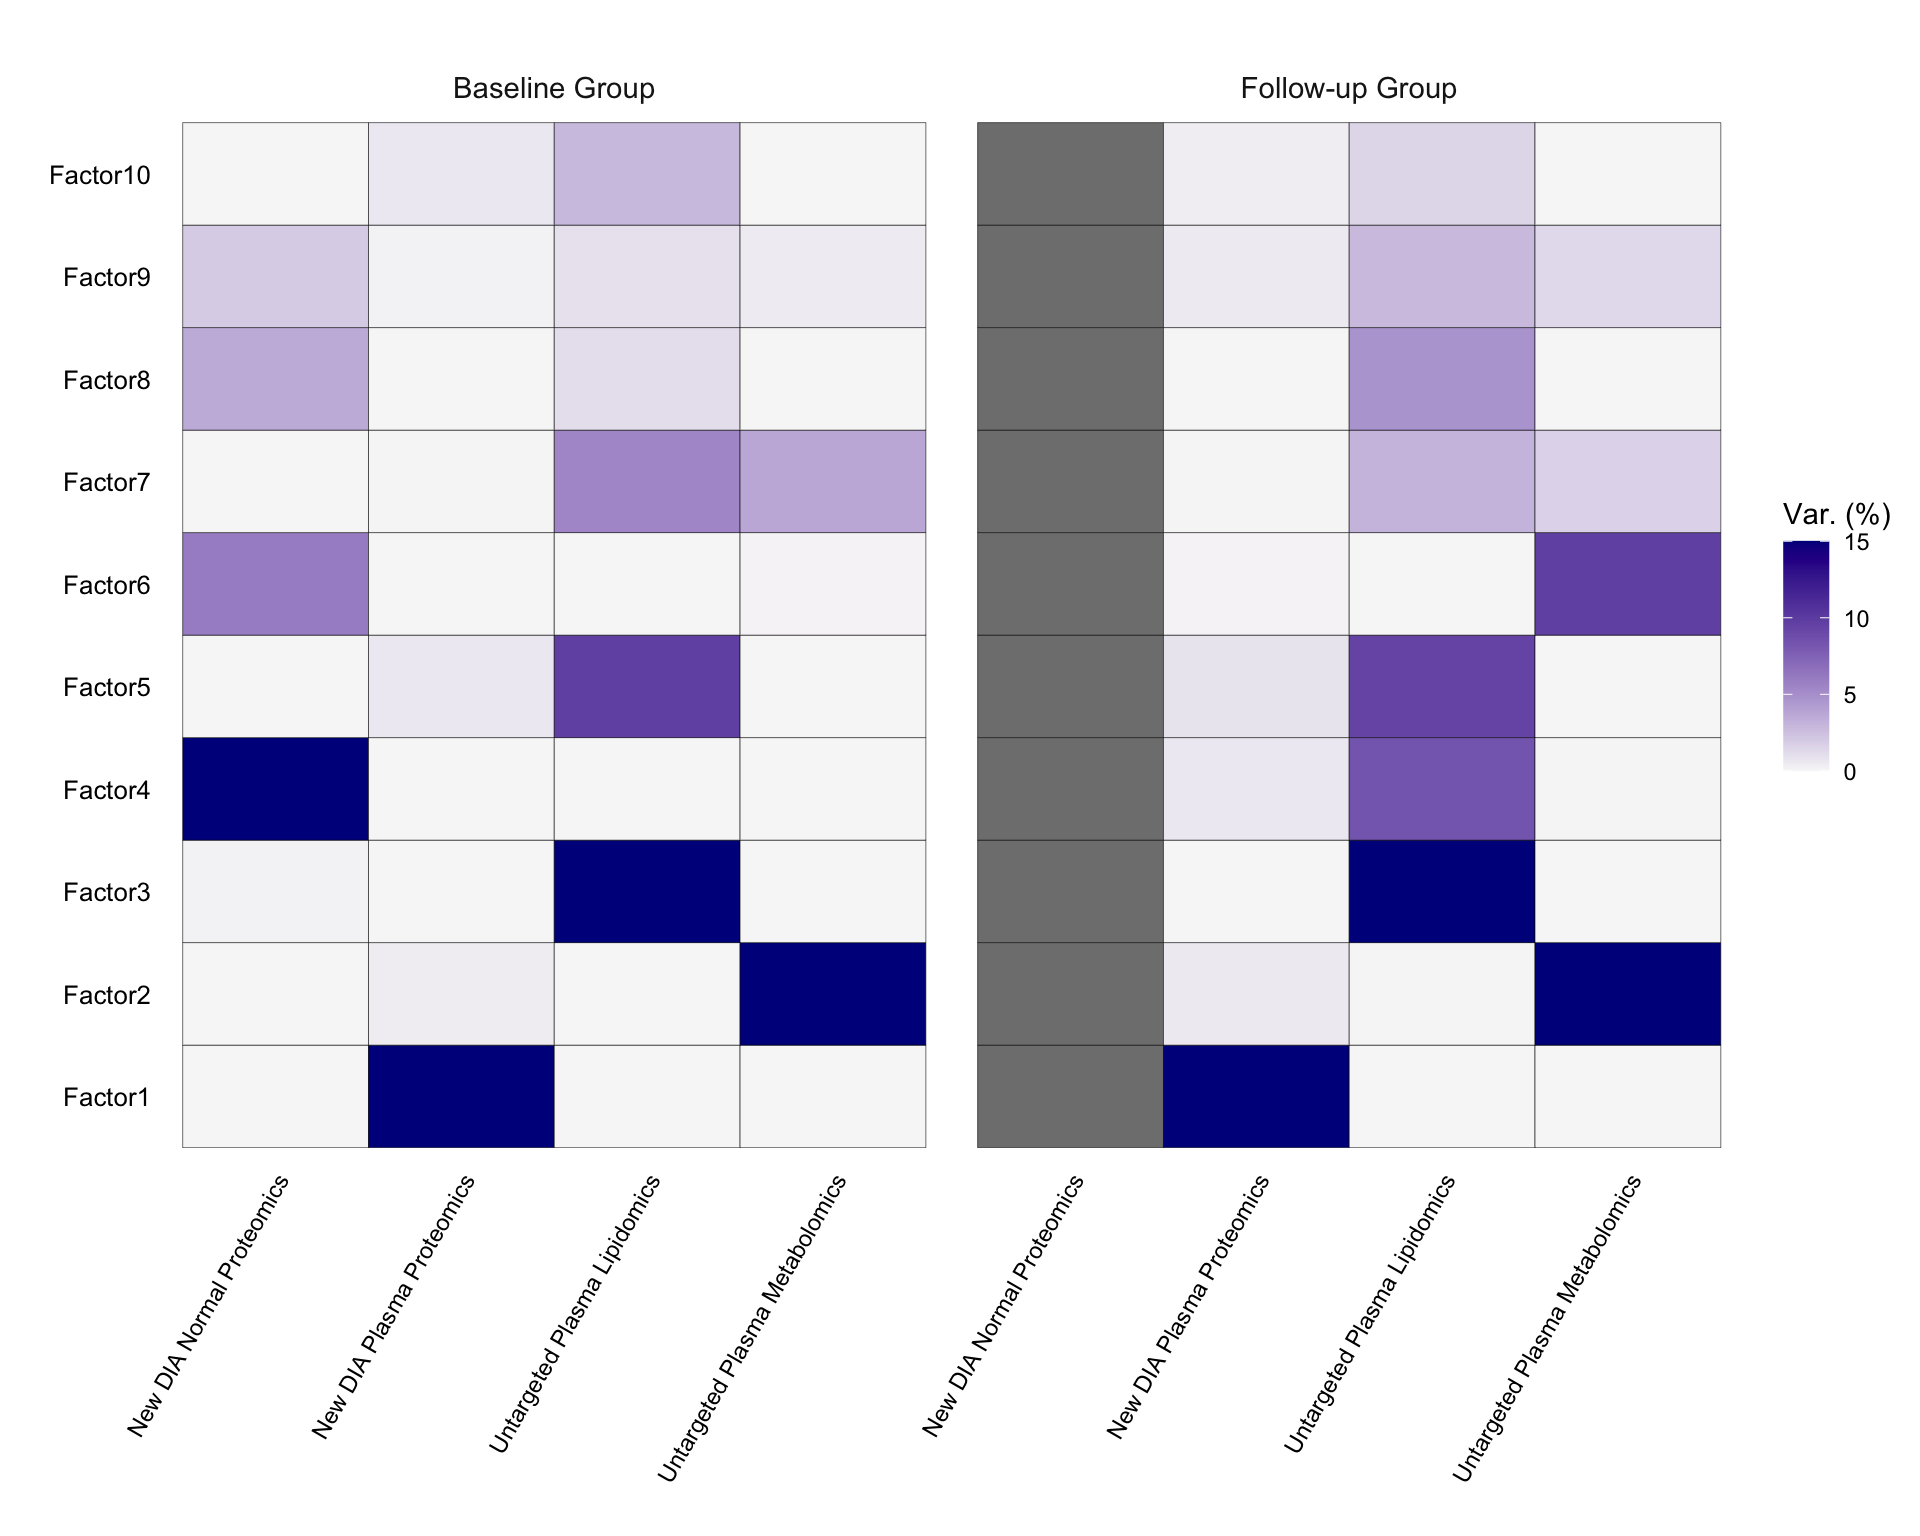 Baseline Group
Follow-up Group
Factor10
Factor9
Factor8
Factor7
Factor6
Factor5
Factor4
Factor3
Factor2
Factor1
New DIA Normal Proteomics
New DIA Plasma Proteomics
Untargeted Plasma Lipidomics
Untargeted Plasma Metabolomics
New DIA Normal Proteomics
New DIA Plasma Proteomics
Untargeted Plasma Lipidomics
Untargeted Plasma Metabolomics
Var. (%)
15
10
5
0